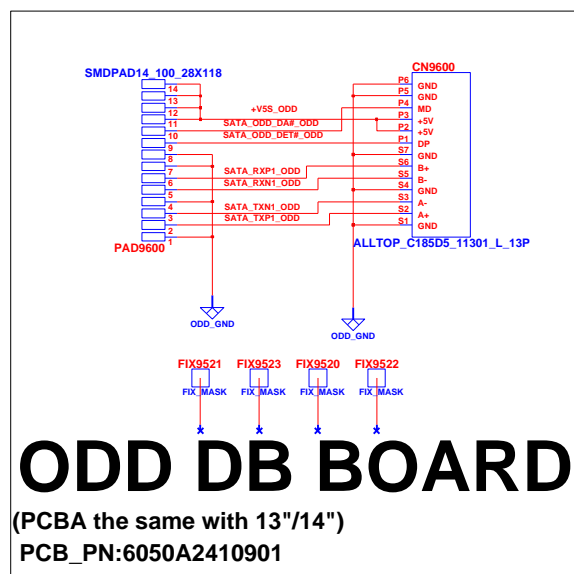 SMDPAD14_100_28X118
14
13
12
11
10
9
8
7
6
5
4
3
2
1
PAD9600
+V5S_ODD
SATA_ODD_DA#_ODD
SATA_ODD_DET#_ODD
SATA_RXP1_ODD
SATA_RXN1_ODD
SATA_TXN1_ODD
SATA_TXP1_ODD
CN9600
P6 GND
P5 GND
P4 MD
P3 +5V
P2 +5V
P1 DP
S7 GND
S6 B+
S5 B-
S4 GND
S3 A-
S2 A+
S1 GND
ALLTOP_C185D5_11301_L_13P
ODD_GND
ODD_GND
FIX9521 FIX9523 FIX9520 FIX9522
FIX_MASK FIX_MASK FIX_MASK FIX_MASK
ODD DB BOARD
(PCBA the same with 13"/14")
PCB_PN:6050A2410901